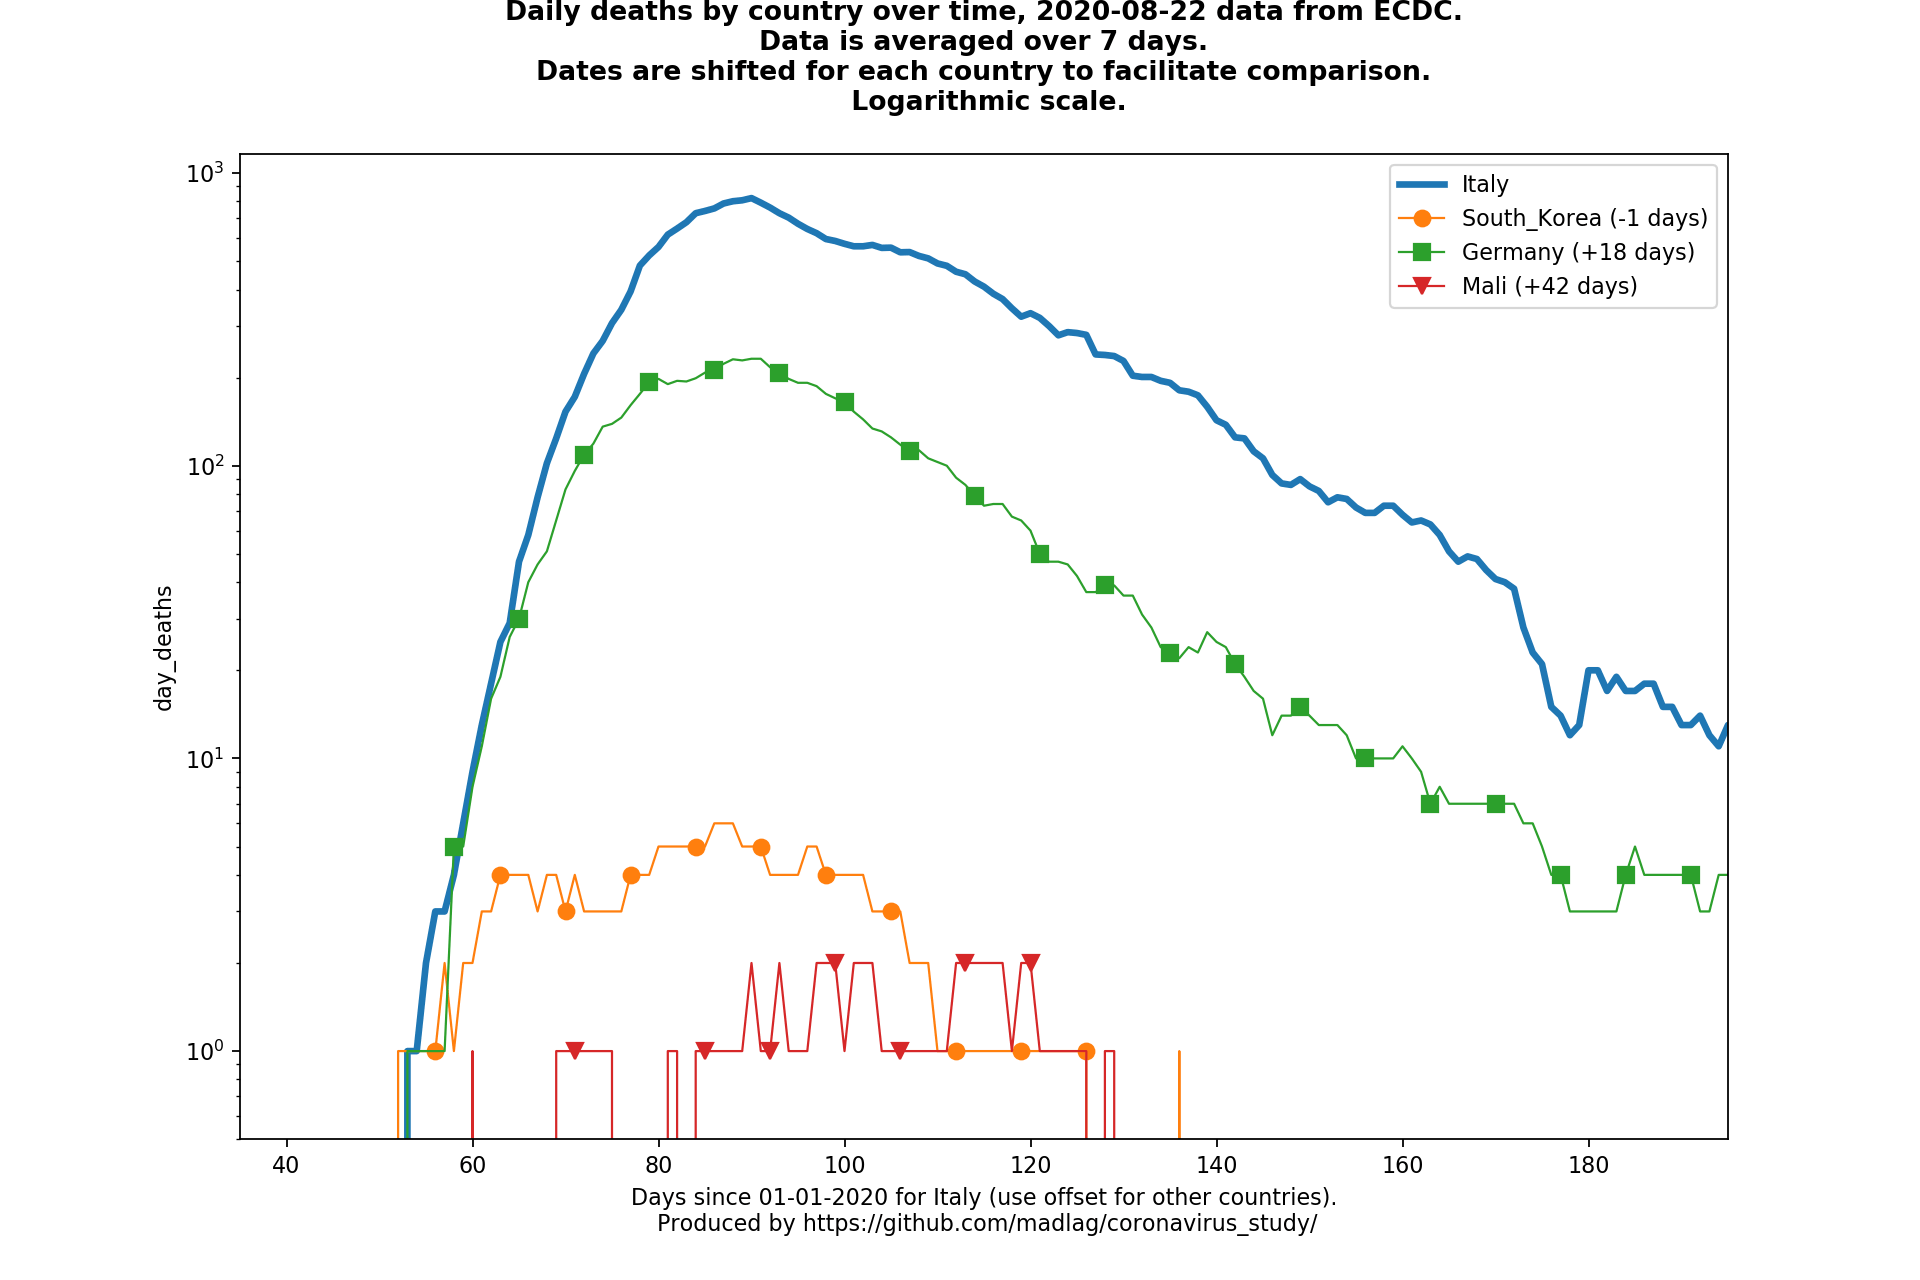 Daily deaths by country over time, 2020-08-22 data from ECDC.
Data is averaged over 7 days.
Dates are shifted for each country to facilitate comparison.
Logarithmic scale.
10³
10²
10¹
10⁰
day_deaths
Italy
South_Korea (-1 days)
Germany (+18 days)
Mali (+42 days)
40 60 80 100 120 140 160 180
Days since 01-01-2020 for Italy (use offset for other countries).
Produced by https://github.com/madlag/coronavirus_study/